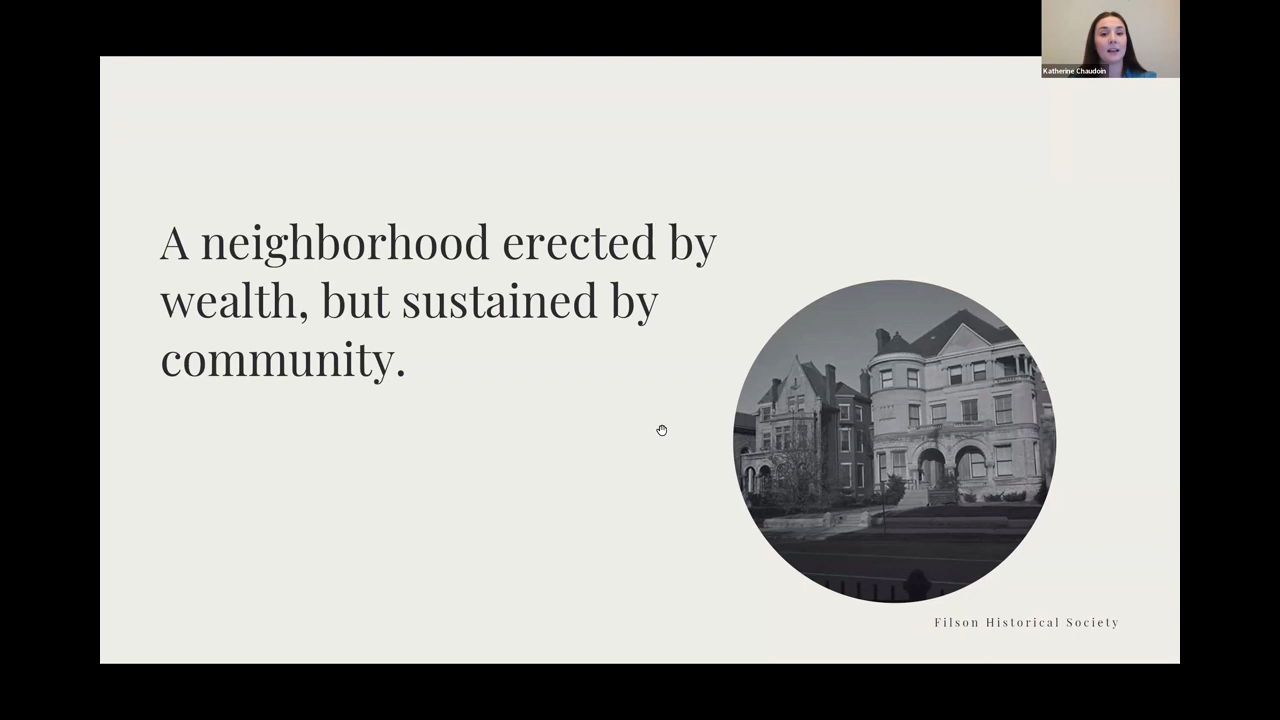 Katherine Chaudoin
A neighborhood erected by
wealth, but sustained by
community.
Filson Historical Society